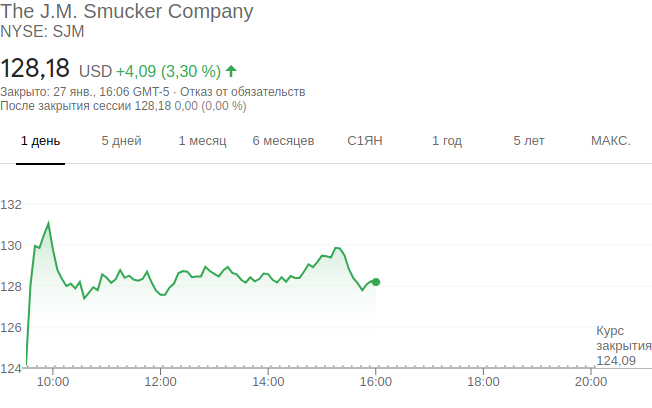 The J.M. Smucker Company
NYSE: SJM
128,18 USD +4,09 (3,30 %)
Закрыто: 27 янв., 16:06 GMT-5 · Отказ от обязательств
После закрытия сессии 128,18 0,00 (0,00 %)
1 день 5 дней 1 месяц 6 месяцев С1ЯН 1 год 5 лет МАКС.
132
130
128
126
Курс
закрытия
124,09
124
10:00 12:00 14:00 16:00 18:00 20:00